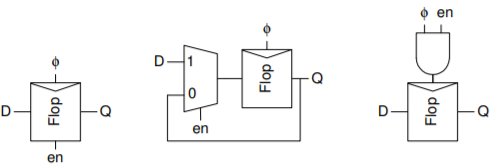 ϕ
D Flop Q
en
ϕ
D 1 Flop Q
0
en
ϕ en
D Flop Q